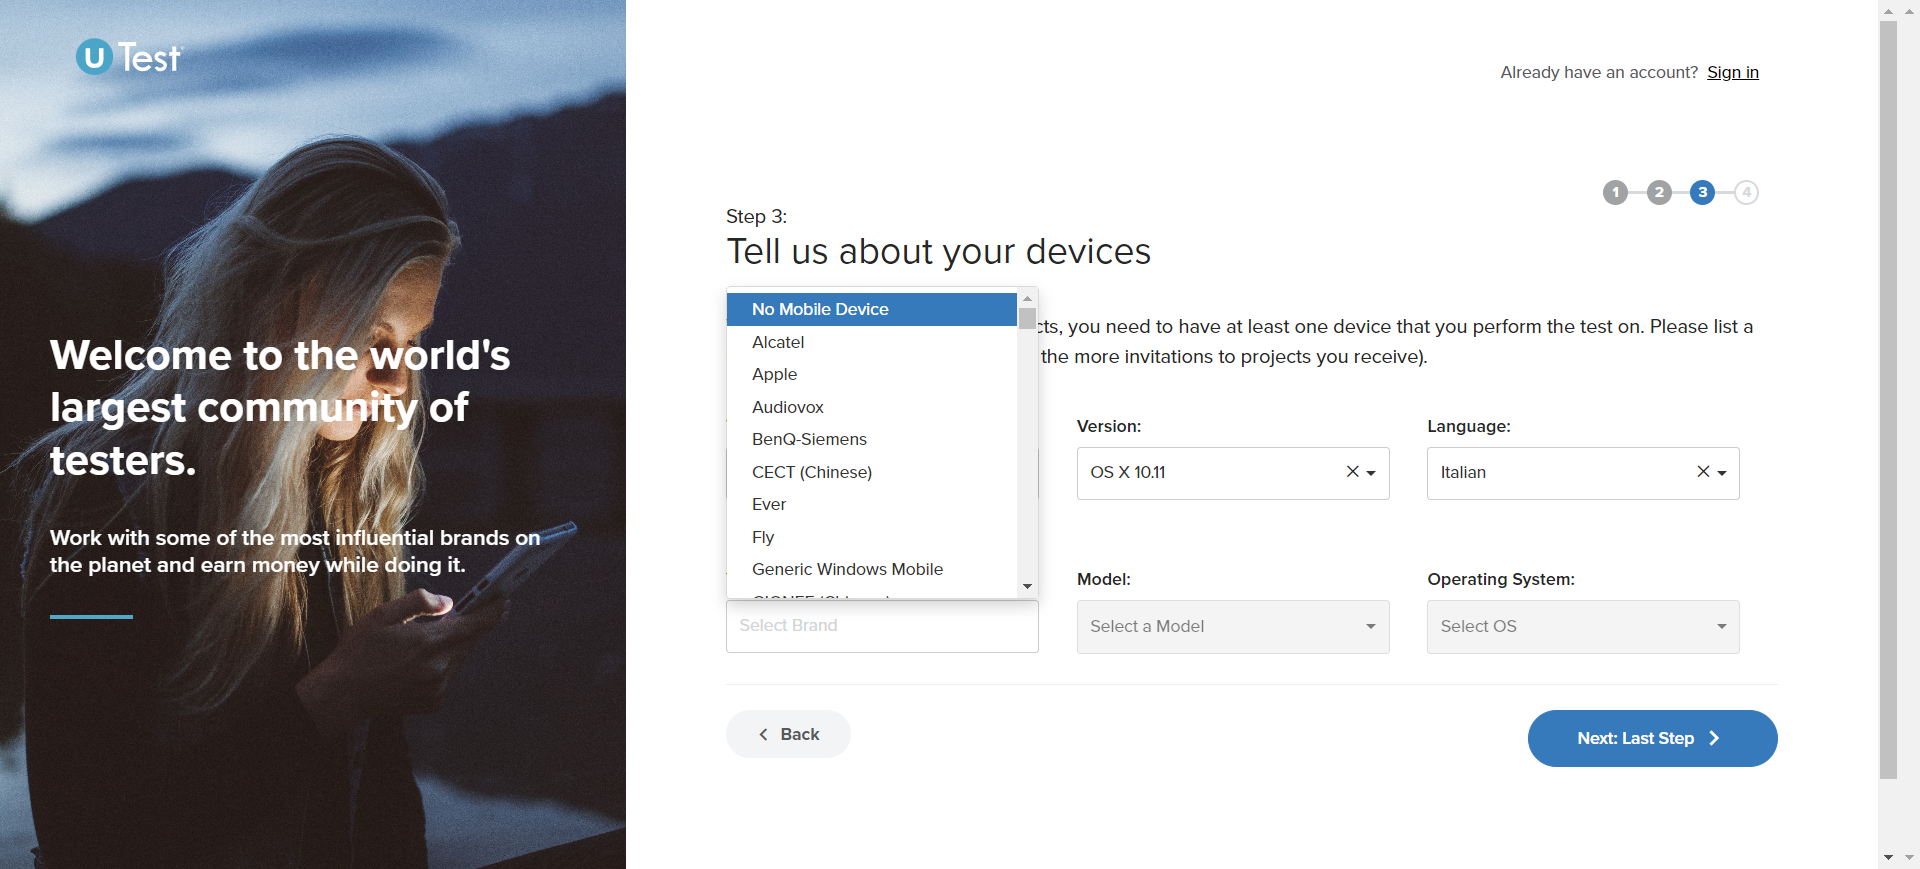 U Test
Already have an account? Sign in
1 2 3 4
Step 3:
Tell us about your devices
No Mobile Device
Alcatel
Apple
Audiovox
BenQ-Siemens
CECT (Chinese)
Ever
Fly
Generic Windows Mobile
you need to have at least one device that you perform the test on. Please list a
the more invitations to projects you receive).
Version:
Language:
OS X 10.11
Italian
Model:
Operating System:
Select Brand
Select a Model
Select OS
Back
Next: Last Step
Welcome to the world's
largest community of
testers.
Work with some of the most influential brands on
the planet and earn money while doing it.